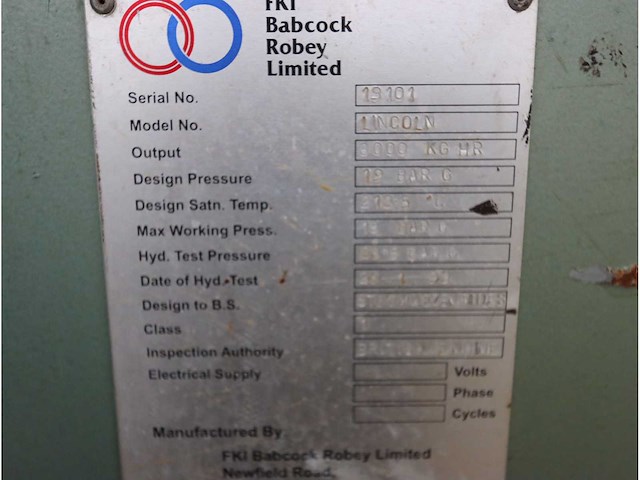 FKI
Babcock
Robey
Limited
Serial No. 19101
Model No. LINCOLN
Output KG HR
Design Pressure 19 BAR G
Design Satn. Temp.
Max Working Press.
Hyd. Test Pressure
Date of Hyd. Test
Design to B.S.
Class
Inspection Authority
Electrical Supply Volts
Phase
Cycles
Manufactured By
FKI Babcock Robey Limited
Newfield Road,